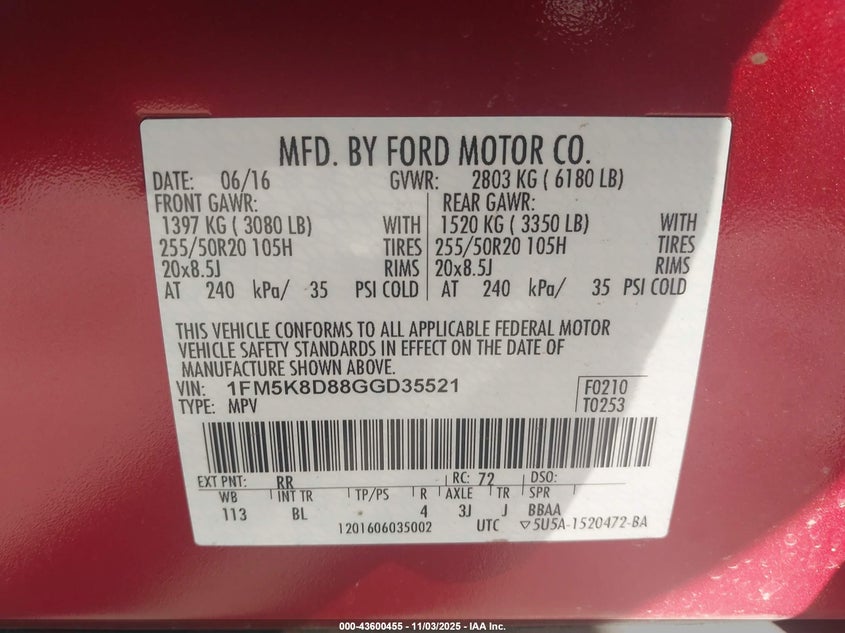 MFD. BY FORD MOTOR CO.
DATE: 06/16 GVWR: 2803 KG ( 6180 LB)
FRONT GAWR: REAR GAWR:
1397 KG ( 3080 LB) WITH 1520 KG ( 3350 LB) WITH
255/50R20 105H TIRES 255/50R20 105H TIRES
20x8.5J RIMS 20x8.5J RIMS
AT 240 kPa/ 35 PSI COLD AT 240 kPa/ 35 PSI COLD
THIS VEHICLE CONFORMS TO ALL APPLICABLE FEDERAL MOTOR
VEHICLE SAFETY STANDARDS IN EFFECT ON THE DATE OF
MANUFACTURE SHOWN ABOVE.
VIN: 1FM5K8D88GGD35521 F0210
TYPE: MPV T0253
EXT PNT: RR RC: 72 DSO:
WB INT TR TP/PS R AXLE TR SPR
113 BL 4 3J J BBAA
1201606035002 UTC ▽5U5A-1520472-BA
000-43600455 - 11/03/2025 - IAA Inc.